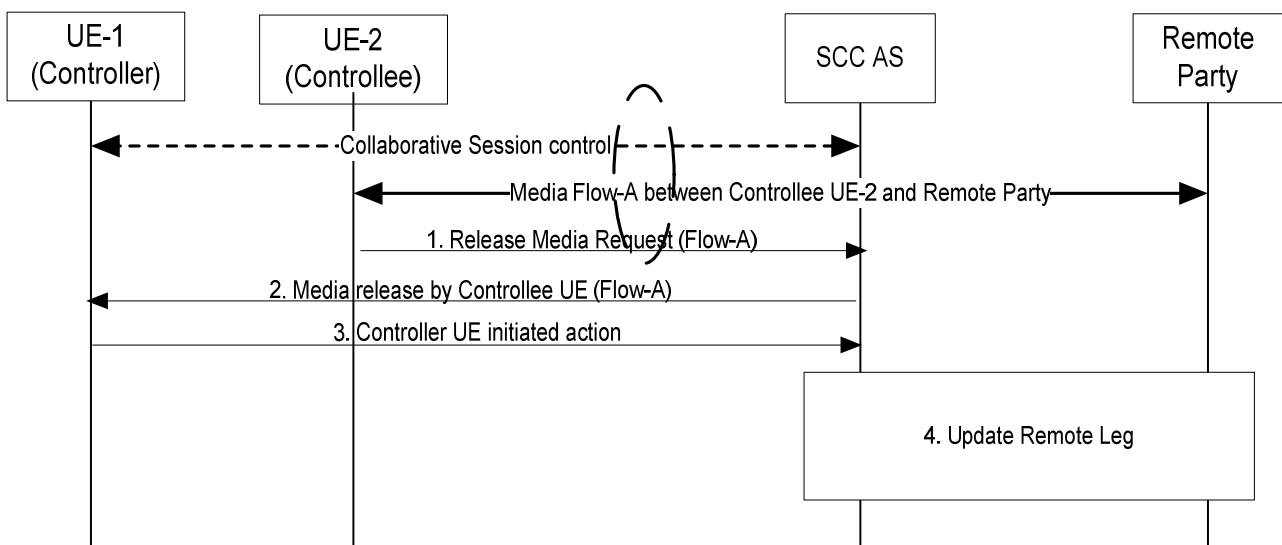 UE-1
(Controller)
UE-2
(Controllee)
SCC AS
Remote
Party
Collaborative Session control
Media Flow-A between Controllee UE-2 and Remote Party
1. Release Media Request (Flow-A)
2. Media release by Controllee UE (Flow-A)
3. Controller UE initiated action
4. Update Remote Leg